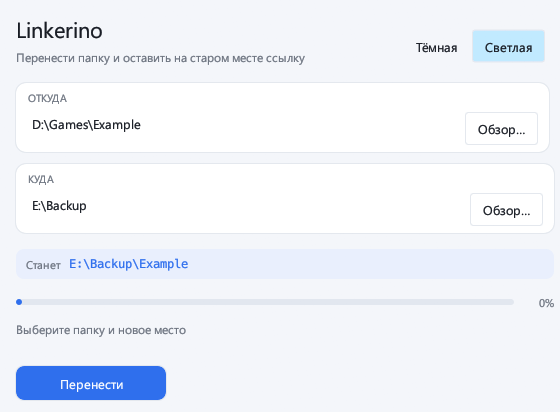 Linkerino
Перенести папку и оставить на старом месте ссылку
Тёмная
Светлая
ОТКУДА
D:\Games\Example
Обзор...
КУДА
E:\Backup
Обзор...
Станет E:\Backup\Example
0%
Выберите папку и новое место
Перенести